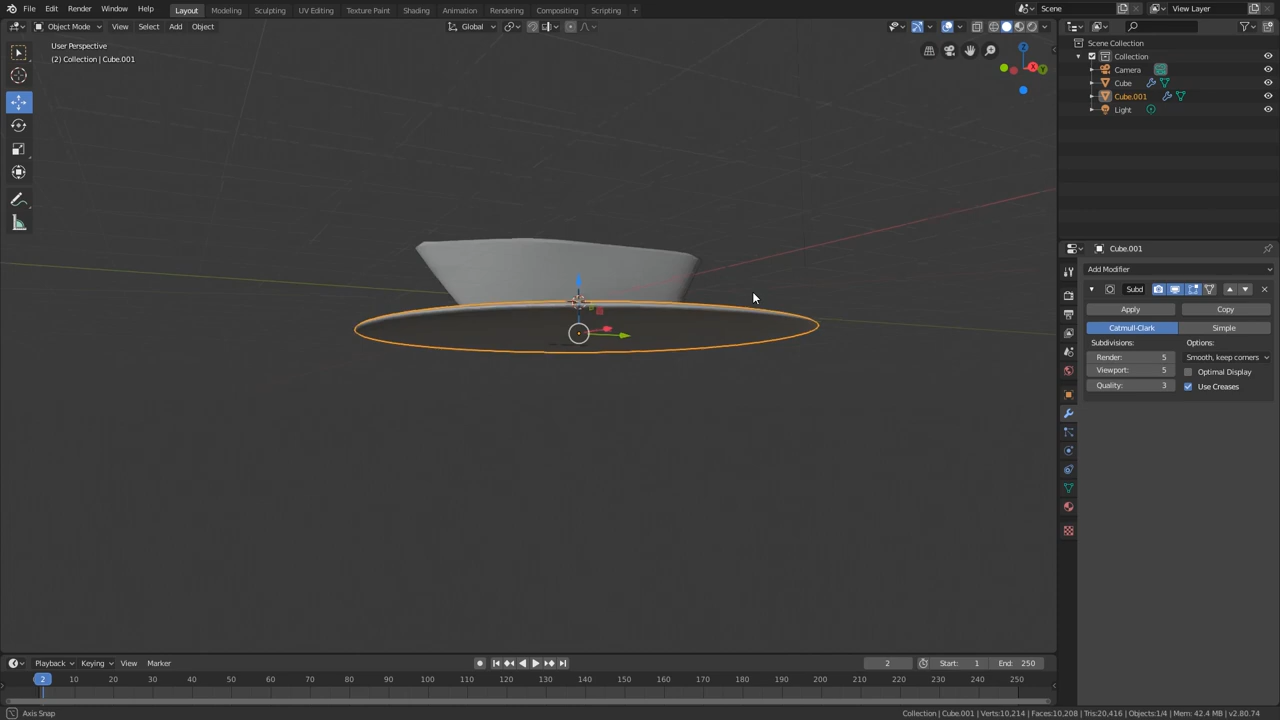 File Edit Render Window Help Layout Modeling Sculpting UV Editing Texture Paint Shading Animation Rendering Compositing Scripting + Scene View Layer
Object Mode View Select Add Object Global
User Perspective
(2) Collection | Cube.001
Scene Collection
Collection
Camera
Cube
Cube.001
Light
X
Y
Z
Cube.001
Add Modifier
Subd
Apply Copy
Catmull-Clark Simple
Subdivisions: Options:
Render: 5 Smooth, keep corners
Viewport: 5 Optimal Display
Quality: 3 Use Creases
Playback Keying View Marker 2 Start: 1 End: 250
2 10 20 30 40 50 60 70 80 90 100 110 120 130 140 150 160 170 180 190 200 210 220 230 240 250
Axis Snap Collection | Cube.001 | Verts:10,214 | Faces:10,208 | Tris:20,416 | Objects:1/4 | Mem: 42.4 MB | v2.80.74